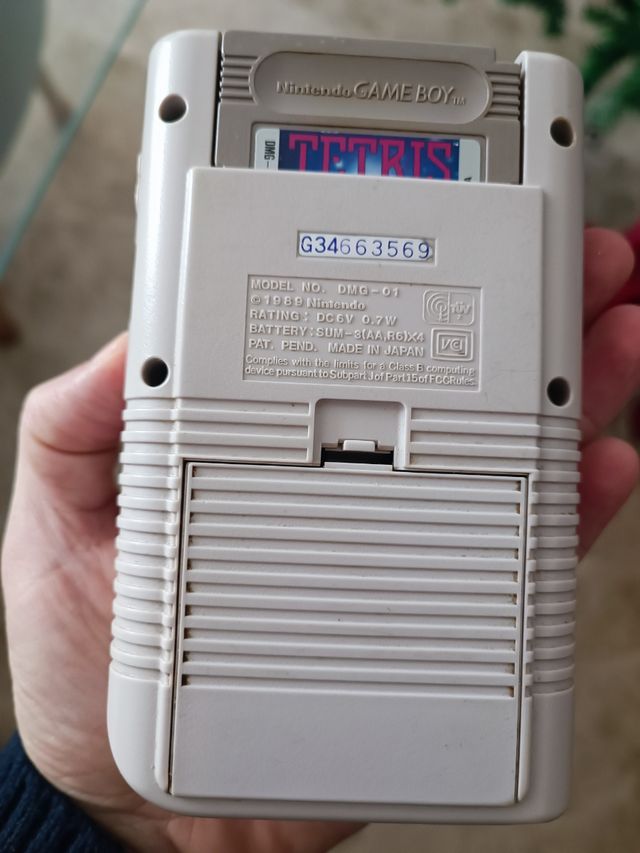 Nintendo GAME BOY™
DMG-
TETRIS
G34663569
MODEL NO. DMG-01
© 1989 Nintendo
RATING: DC6V 0.7W
BATTERY:SUM-3(AA,R6)X4
PAT. PEND. MADE IN JAPAN
Complies with the limits for a Class B computing
device pursuant to Subpart J of Part 15 of FCC Rules.
TÜV